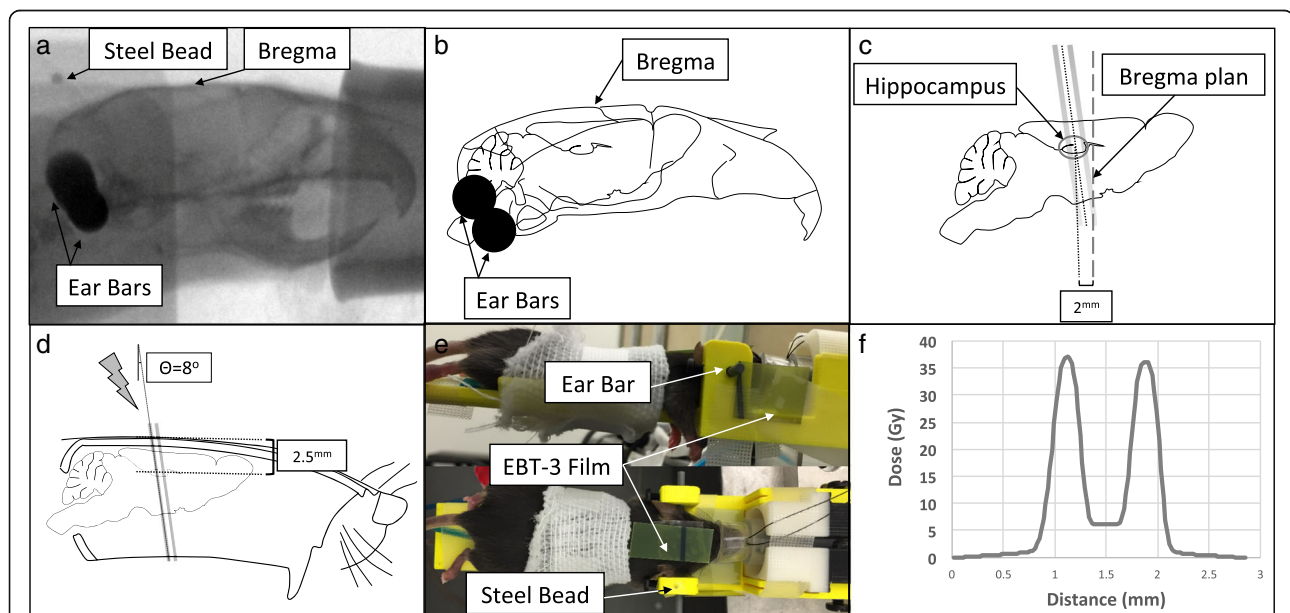 a
Steel Bead
Bregma
Ear Bars
b
Bregma
Ear Bars
c
Hippocampus
Bregma plan
2mm
d
Θ=8º
2.5mm
e
Ear Bar
EBT-3 Film
Steel Bead
f
Dose (Gy)
40
35
30
25
20
15
10
5
0
0 0.5 1 1.5 2 2.5 3
Distance (mm)